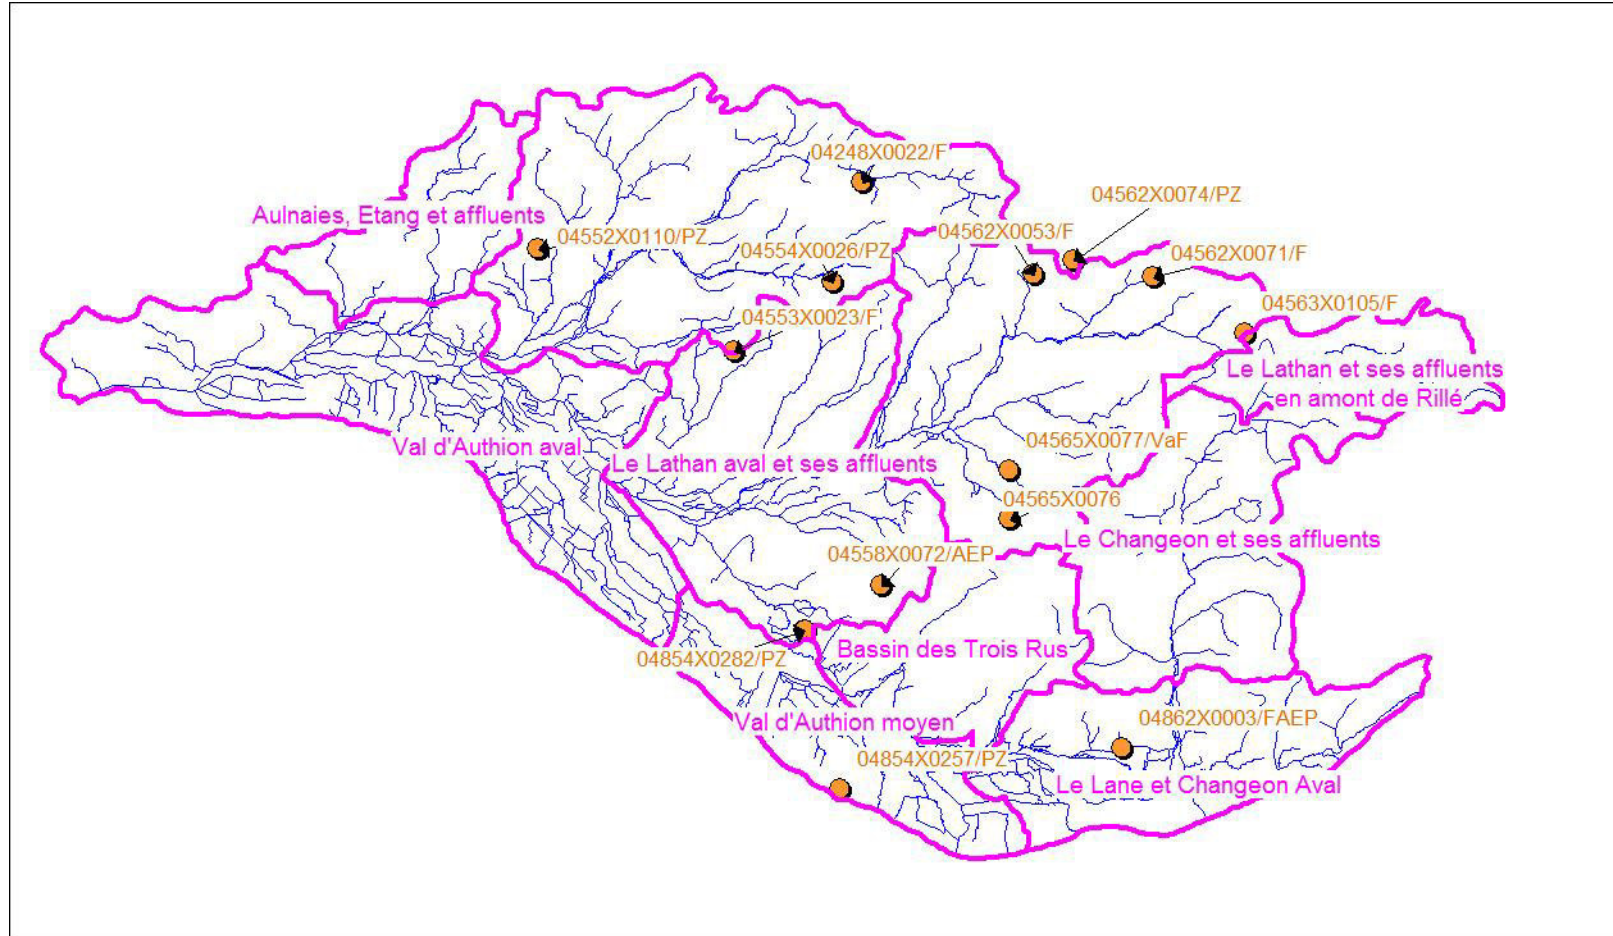 04248X0022/F
04562X0074/PZ
Aulnaies, Etang et affluents
04552X0110/PZ
04562X0053/F
04554X0026/PZ
04562X0071/F
04563X0105/F
04553X0023/F
Le Lathan et ses affluents
en amont de Rillé
Val d'Authion aval
04565X0077/VaF
Le Lathan aval et ses affluents
04565X0076
Le Changeon et ses affluents
04558X0072/AEP
Bassin des Trois Rus
04854X0282/PZ
Val d'Authion moyen
04862X0003/FAEP
04854X0257/PZ
Le Lane et Changeon Aval